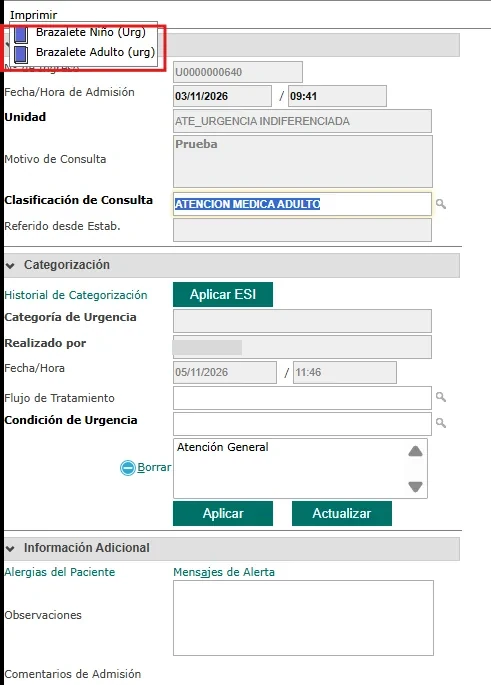 Imprimir
Brazalete Niño (Urg)
Brazalete Adulto (urg)
Nº de Ingreso U0000000640
Fecha/Hora de Admisión 03/11/2026 / 09:41
Unidad ATE_URGENCIA INDIFERENCIADA
Motivo de Consulta Prueba
Clasificación de Consulta ATENCION MEDICA ADULTO
Referido desde Estab.
Categorización
Historial de Categorización Aplicar ESI
Categoría de Urgencia
Realizado por
Fecha/Hora 05/11/2026 / 11:46
Flujo de Tratamiento
Condición de Urgencia
Atención General
Borrar
Aplicar Actualizar
Información Adicional
Alergias del Paciente Mensajes de Alerta
Observaciones
Comentarios de Admisión